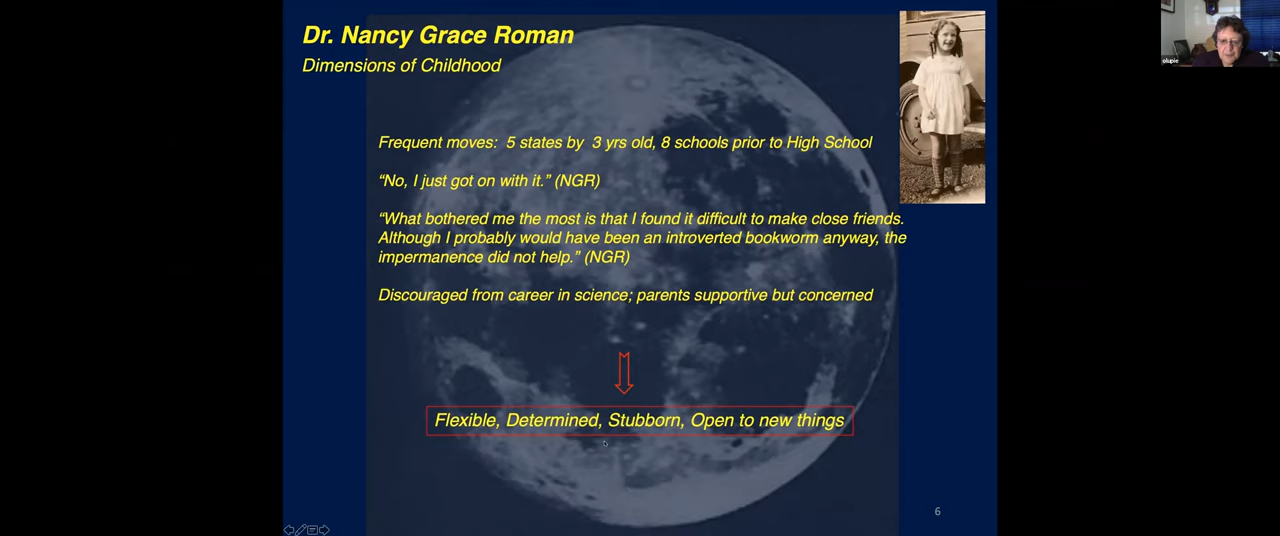 Dr. Nancy Grace Roman
Dimensions of Childhood
Frequent moves:  5 states by  3 yrs old, 8 schools prior to High School
“No, I just got on with it.” (NGR)
“What bothered me the most is that I found it difficult to make close friends.
Although I probably would have been an introverted bookworm anyway, the
impermanence did not help.” (NGR)
Discouraged from career in science; parents supportive but concerned
Flexible, Determined, Stubborn, Open to new things
6
olupie